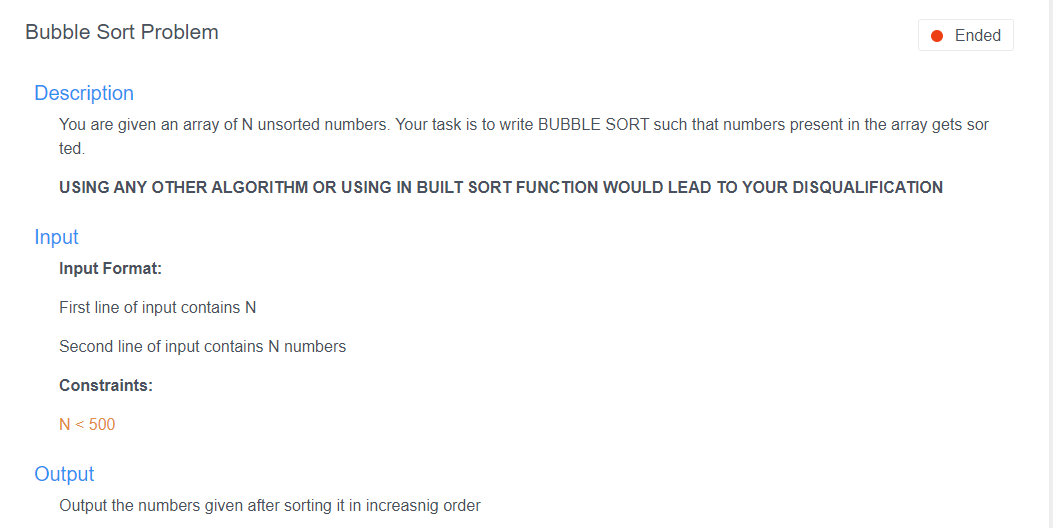 Bubble Sort Problem
Ended
Description
You are given an array of N unsorted numbers. Your task is to write BUBBLE SORT such that numbers present in the array gets sor
ted.
USING ANY OTHER ALGORITHM OR USING IN BUILT SORT FUNCTION WOULD LEAD TO YOUR DISQUALIFICATION
Input
Input Format:
First line of input contains N
Second line of input contains N numbers
Constraints:
N < 500
Output
Output the numbers given after sorting it in increasnig order